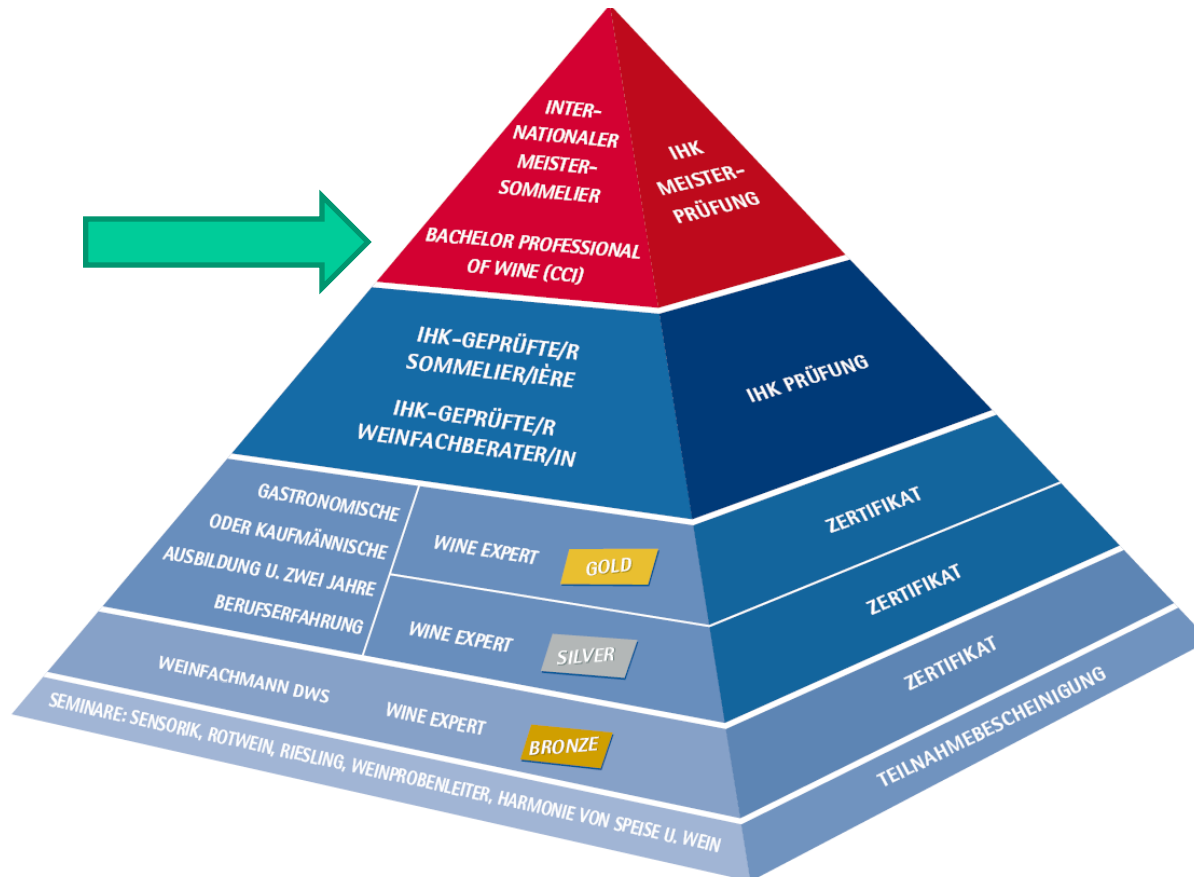 INTER-
NATIONALER
MEISTER-
SOMMELIER
BACHELOR PROFESSIONAL
OF WINE (CCI)
IHK
MEISTER-
PRÜFUNG
IHK-GEPRÜFTE/R
SOMMELIER/IÈRE
IHK-GEPRÜFTE/R
WEINFACHBERATER/IN
IHK PRÜFUNG
GASTRONOMISCHE
ODER KAUFMÄNNISCHE
AUSBILDUNG U. ZWEI JAHRE
BERUFSERFAHRUNG
WINE EXPERT GOLD
ZERTIFIKAT
WINE EXPERT SILVER
ZERTIFIKAT
WEINFACHMANN DWS WINE EXPERT BRONZE
ZERTIFIKAT
SEMINARE: SENSORIK, ROTWEIN, RIESLING, WEINPROBENLEITER, HARMONIE VON SPEISE U. WEIN
TEILNAHMEBESCHEINIGUNG